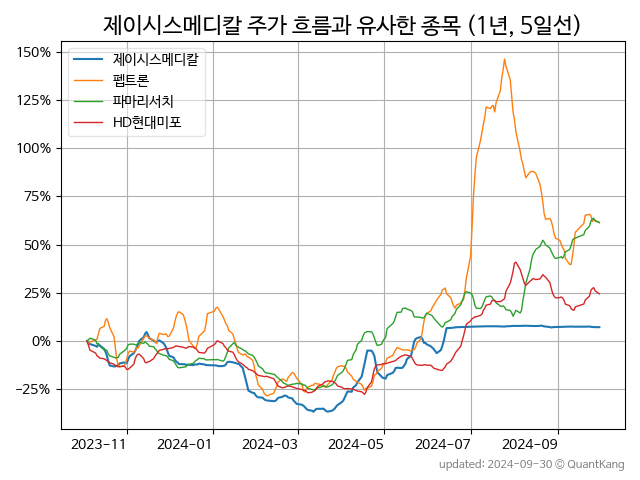 제이시스메디칼 주가 흐름과 유사한 종목 (1년, 5일선)
150%
125%
100%
75%
50%
25%
0%
−25%
제이시스메디칼
펩트론
파마리서치
HD현대미포
2023-11
2024-01
2024-03
2024-05
2024-07
2024-09
updated: 2024-09-30 © QuantKang